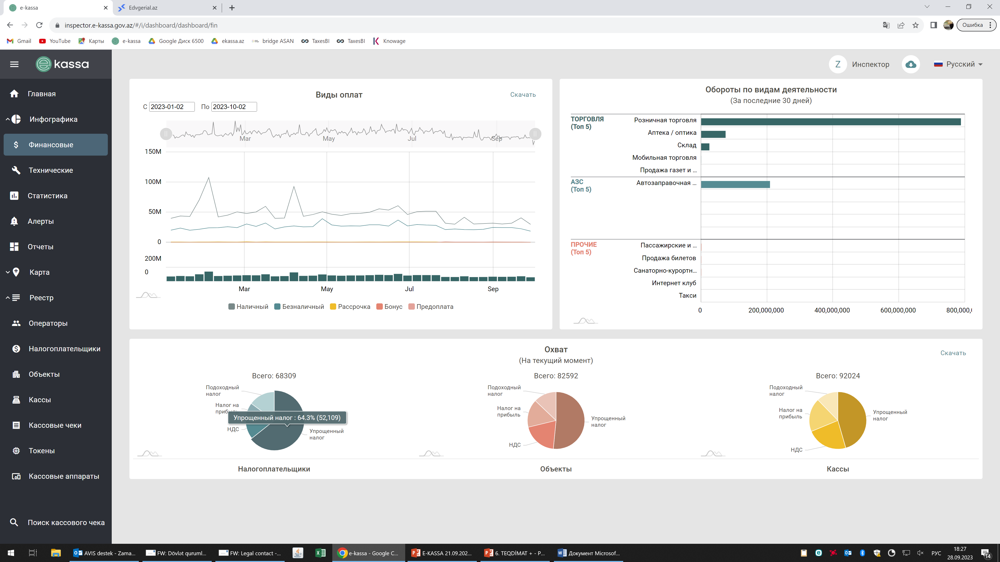 e-kassa
Edvgerial.az
inspector.e-kassa.gov.az/#/i/dashboard/dashboard/fin
Ошибка
Gmail
YouTube
Карты
e-kassa
Google Диск 6500
ekassa.az
bridge ASAN
TaxesBI
TaxesBI
Knowage
kassa
Z
Инспектор
Русский
Главная
Инфографика
$ Финансовые
Технические
Статистика
Алерты
Отчеты
Карта
Реестр
Операторы
Налогоплательщики
Объекты
Кассы
Кассовые чеки
Токены
Кассовые аппараты
Поиск кассового чека
Виды оплат
Скачать
С 2023-01-02 По 2023-10-02
Mar May Jul Sep
150M
100M
50M
0
200M
0
Mar May Jul Sep
Наличный Безналичный Рассрочка Бонус Предоплата
Обороты по видам деятельности
(За последние 30 дней)
ТОРГОВЛЯ
(Топ 5)
Розничная торговля
Аптека / оптика
Склад
Мобильная торговля
Продажа газет и ...
АЗС
(Топ 5)
Автозаправочная ...
ПРОЧИЕ
(Топ 5)
Пассажирские и ...
Продажа билетов
Санаторно-курортн...
Интернет клуб
Такси
0 200,000,000 400,000,000 600,000,000 800,000,
Охват
(На текущий момент)
Скачать
Всего: 68309
Подоходный
налог
Налог на
Упрощенный налог : 64.3% (52,109)
НДС
Упрощенный
налог
Налогоплательщики
Всего: 82592
Подоходный
налог
Налог на
прибыль
Упрощенный
налог
НДС
Объекты
Всего: 92024
Подоходный
налог
Налог на
прибыль
Упрощенный
налог
НДС
Кассы
AVIS destek - Zama...
FW: Dövlət quruml...
FW: Legal contact -...
e-kassa - Google C...
E-KASSA 21.09.202...
6. TEQDİMAT + - P...
Документ Microsof...
РУС
18:27
28.09.2023
14